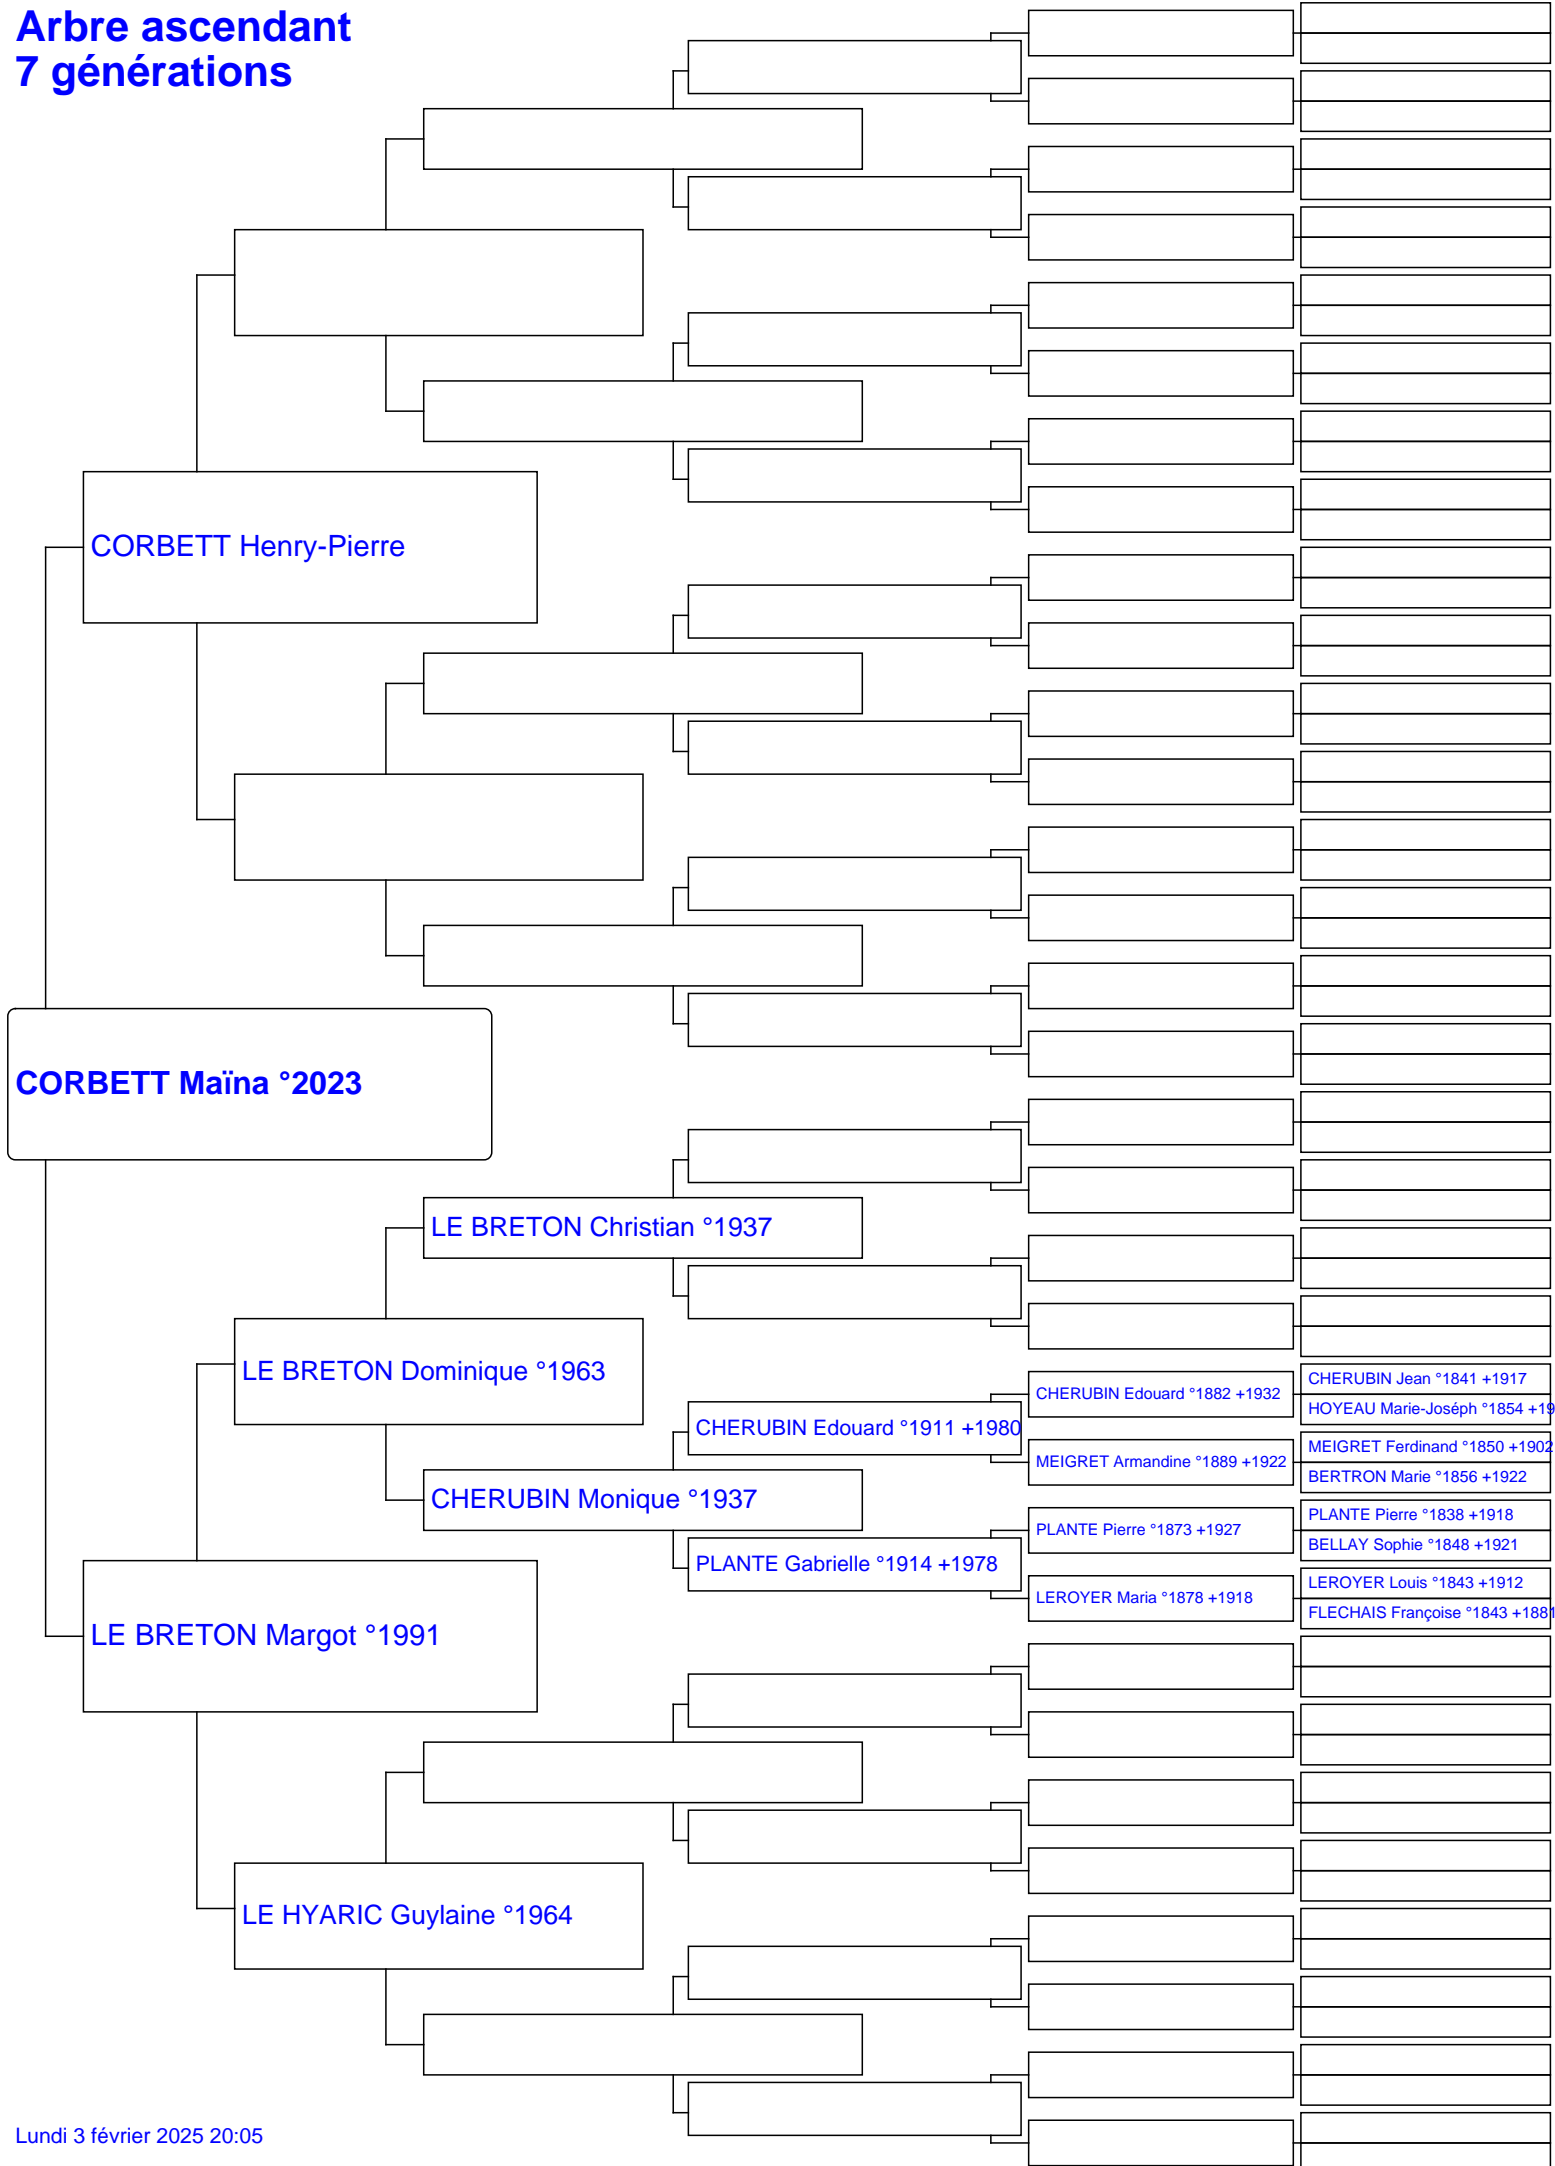 Arbre ascendant
7 générations
CORBETT Henry-Pierre
CORBETT Maïna °2023
LE BRETON Christian °1937
LE BRETON Dominique °1963
CHERUBIN Jean °1841 +1917
CHERUBIN Edouard °1882 +1932
HOYEAU Marie-Joséph °1854 +19
CHERUBIN Edouard °1911 +1980
MEIGRET Ferdinand °1850 +1902
MEIGRET Armandine °1889 +1922
BERTRON Marie °1856 +1922
CHERUBIN Monique °1937
PLANTE Pierre °1838 +1918
PLANTE Pierre °1873 +1927
BELLAY Sophie °1848 +1921
PLANTE Gabrielle °1914 +1978
LEROYER Louis °1843 +1912
LEROYER Maria °1878 +1918
FLECHAIS Françoise °1843 +1881
LE BRETON Margot °1991
LE HYARIC Guylaine °1964
Lundi 3 février 2025 20:05